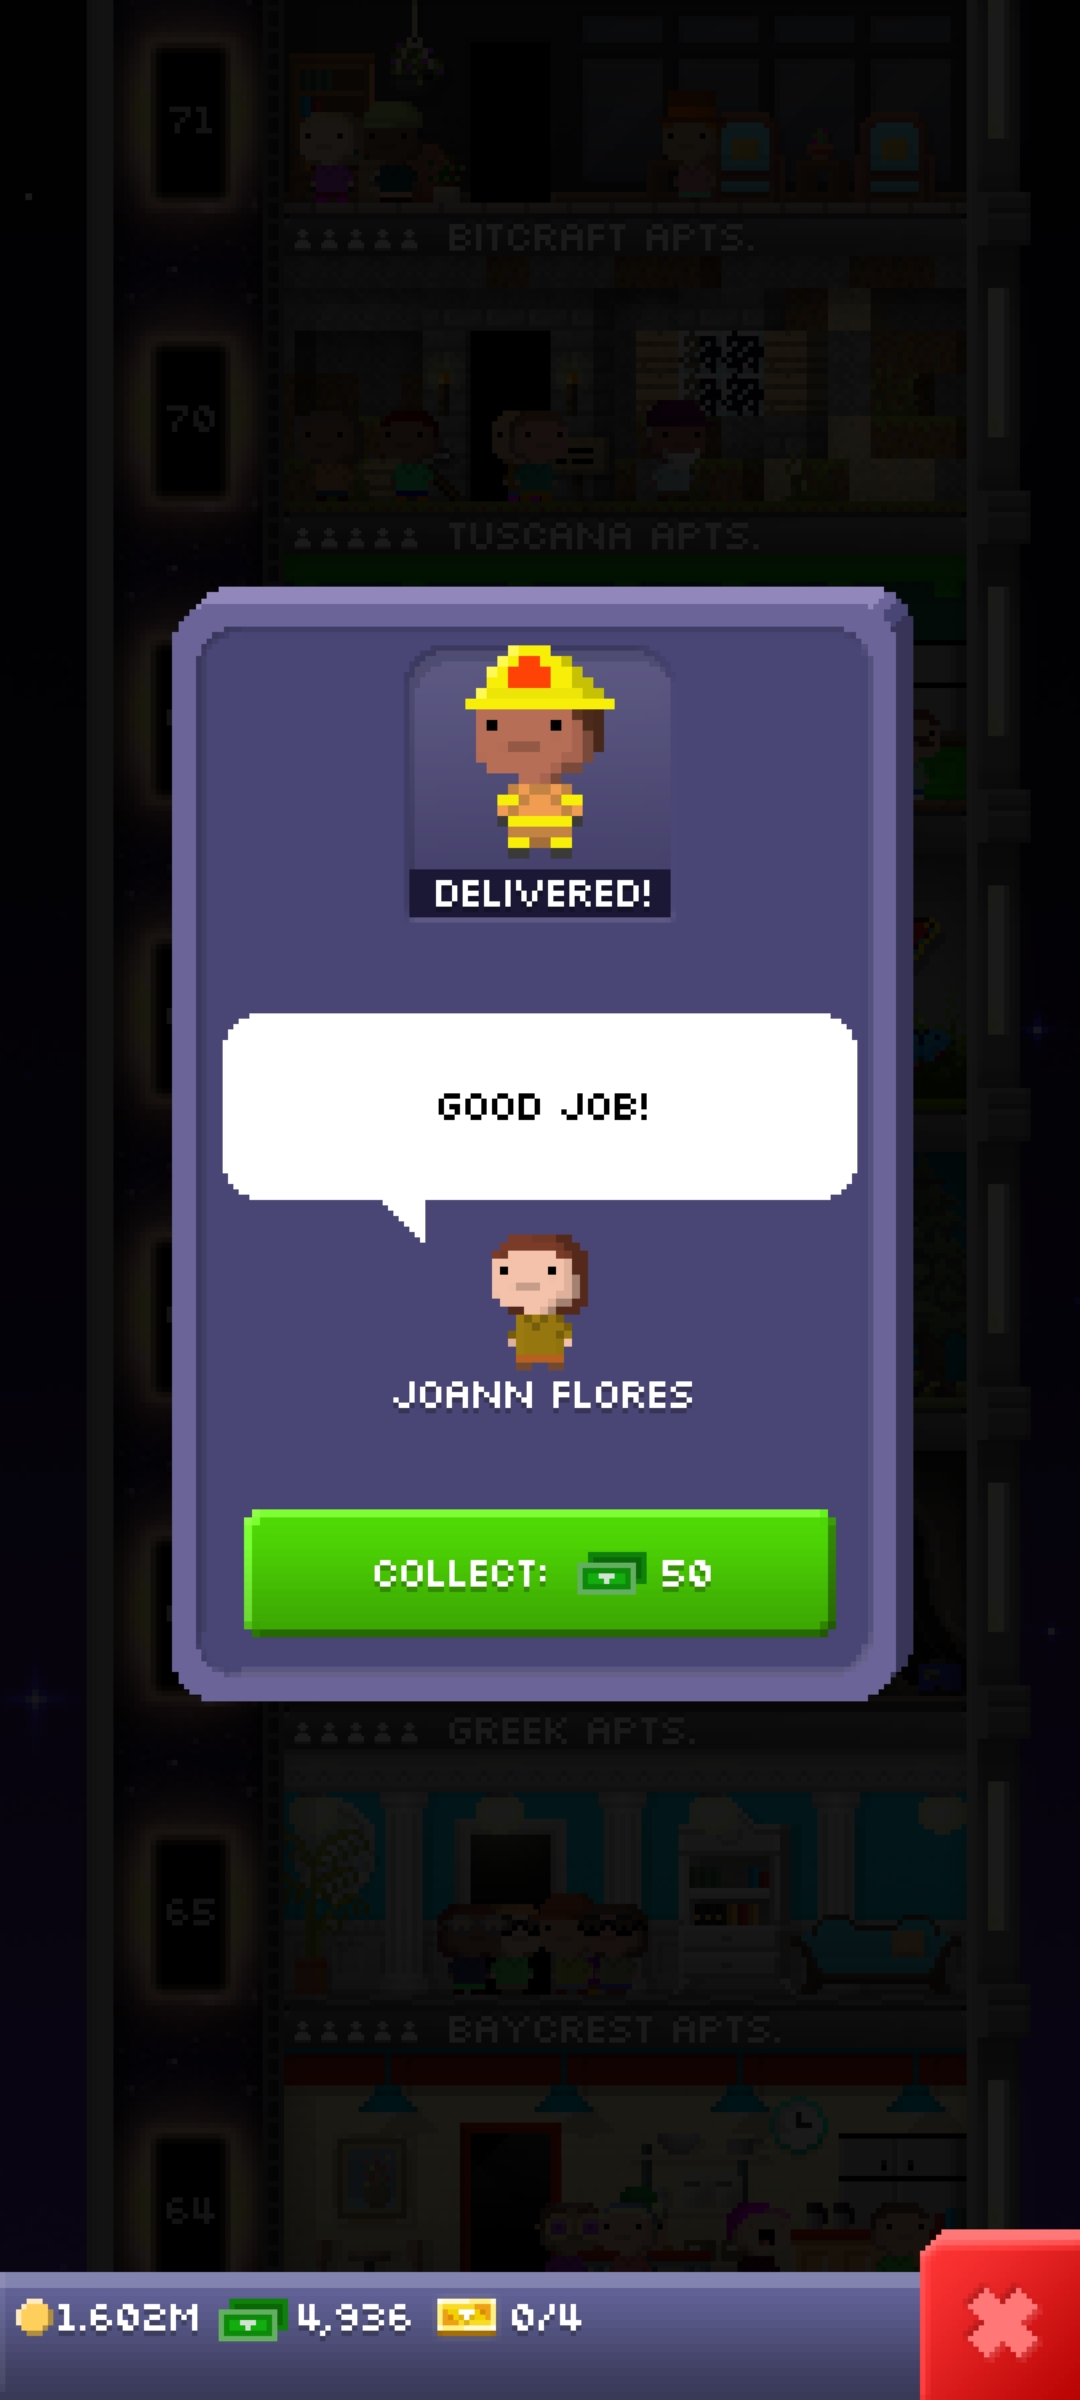 71
BITCRAFT APTS.
70
TUSCANA APTS.
DELIVERED!
GOOD JOB!
JOANN FLORES
COLLECT: 50
GREEK APTS.
65
BAYCREST APTS.
64
1.602M 4,936 0/4